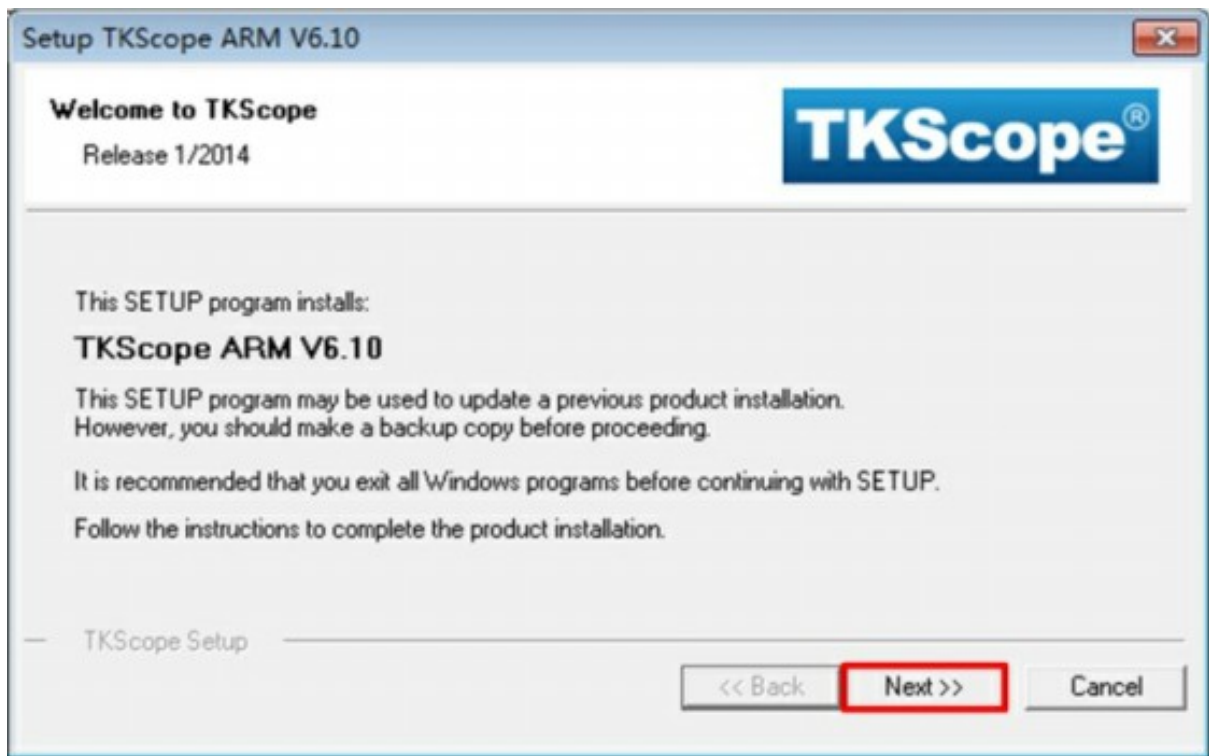 Setup TKScope ARM V6.10
Welcome to TKScope
Release 1/2014
TKScope®
This SETUP program installs:
TKScope ARM V6.10
This SETUP program may be used to update a previous product installation.
However, you should make a backup copy before proceeding.
It is recommended that you exit all Windows programs before continuing with SETUP.
Follow the instructions to complete the product installation.
TKScope Setup
<< Back Next >> Cancel